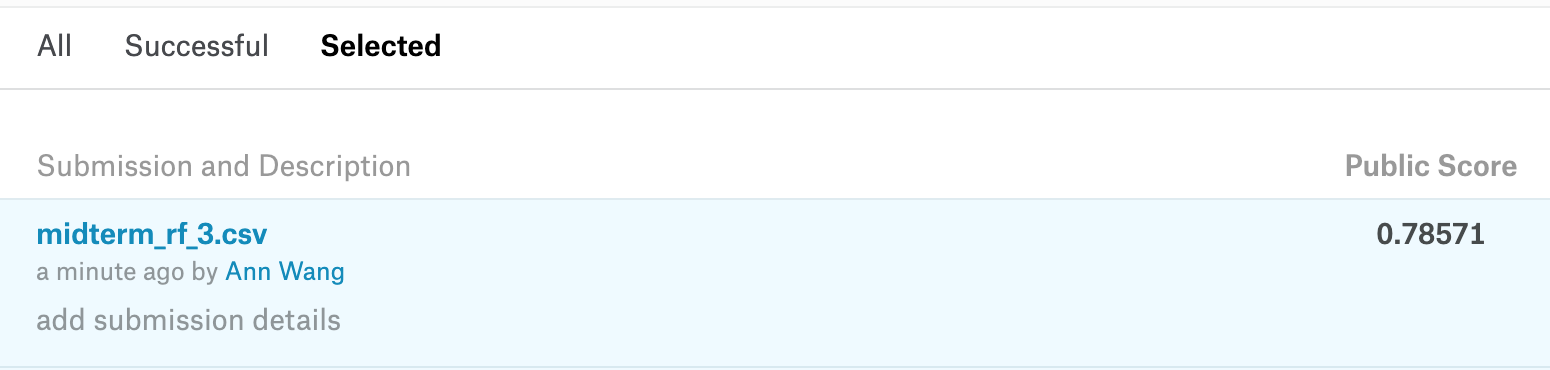 All Successful Selected
Submission and Description Public Score
midterm_rf_3.csv 0.78571
a minute ago by Ann Wang
add submission details